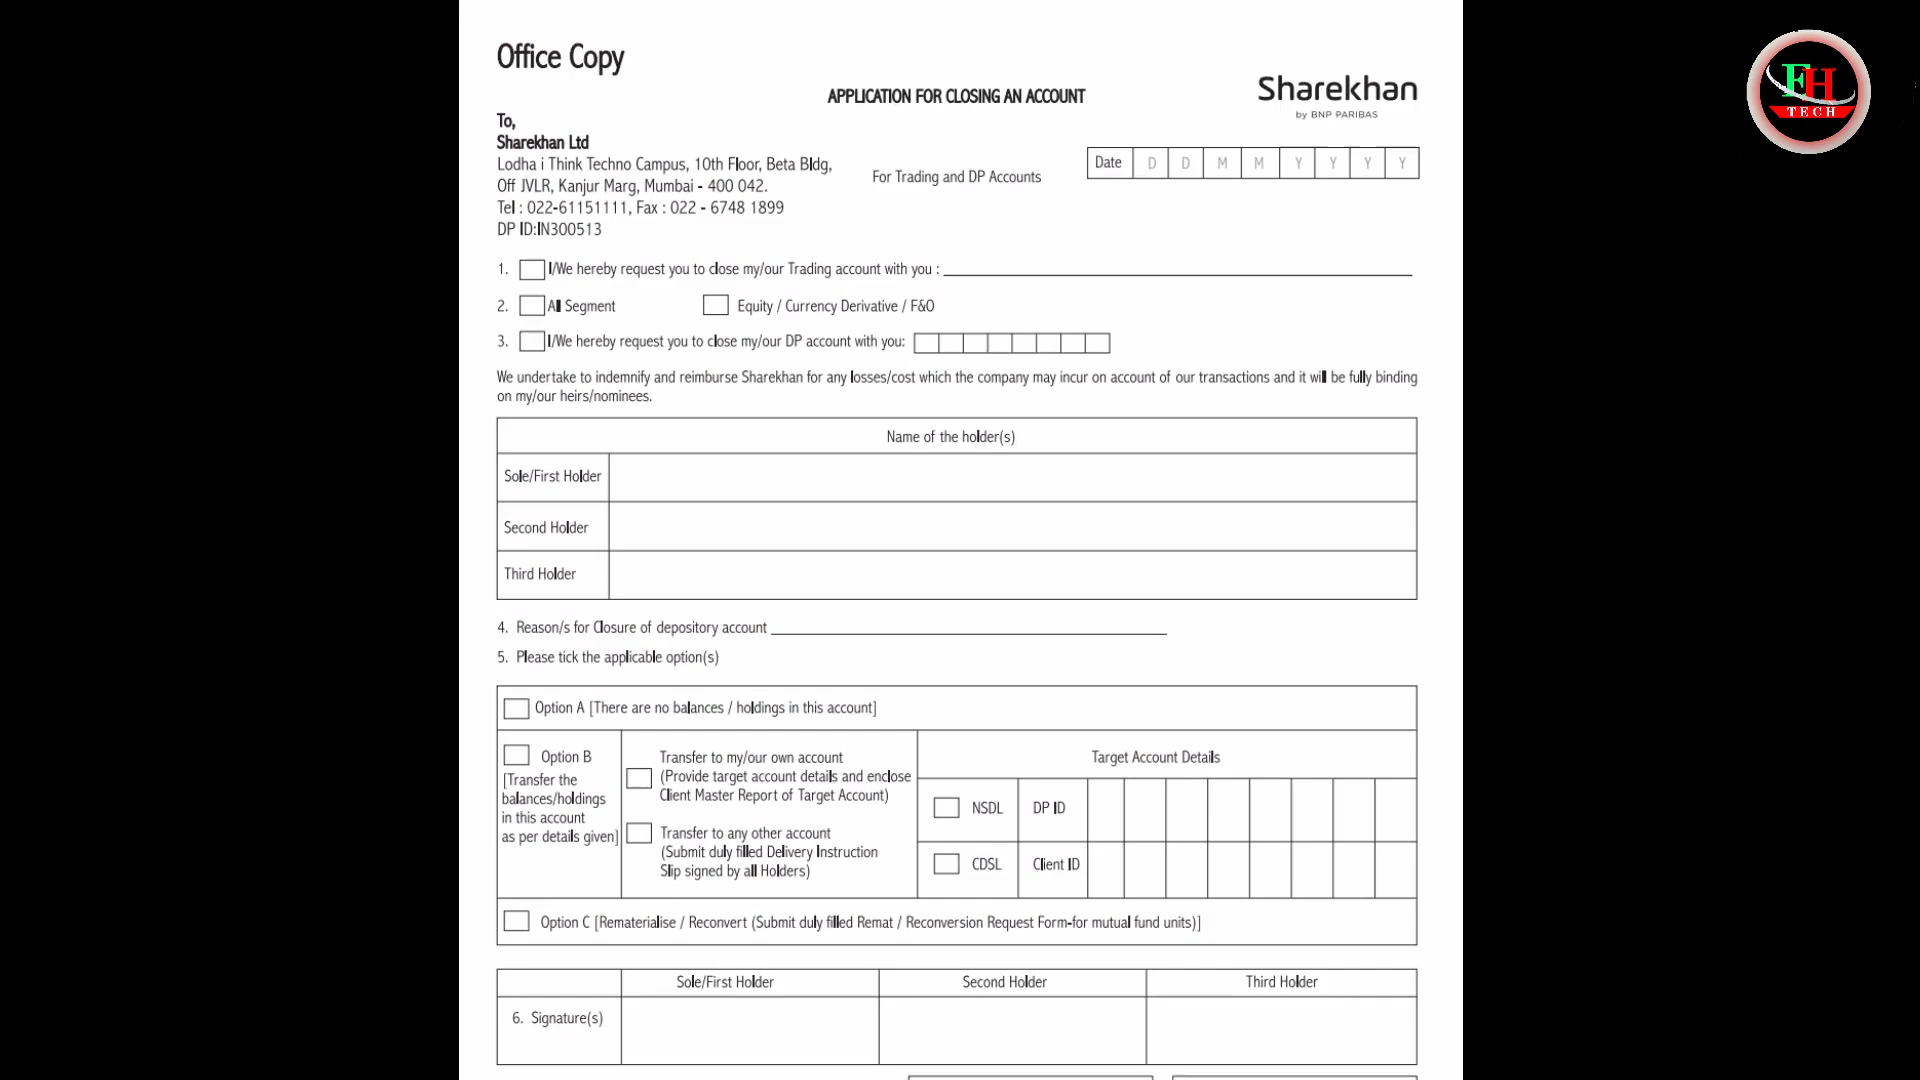 Office Copy
APPLICATION FOR CLOSING AN ACCOUNT
Sharekhan
by BNP PARIBAS
FH
TECH
To,
Sharekhan Ltd
Lodha i Think Techno Campus, 10th Floor, Beta Bldg,
Off JVLR, Kanjur Marg, Mumbai - 400 042.
Tel : 022-61151111, Fax : 022 - 6748 1899
DP ID:IN300513
For Trading and DP Accounts
Date D D M M Y Y Y Y
1. I/We hereby request you to close my/our Trading account with you :
2. All Segment Equity / Currency Derivative / F&O
3. I/We hereby request you to close my/our DP account with you:
We undertake to indemnify and reimburse Sharekhan for any losses/cost which the company may incur on account of our transactions and it will be fully binding
on my/our heirs/nominees.
Name of the holder(s)
Sole/First Holder
Second Holder
Third Holder
4. Reason/s for Closure of depository account
5. Please tick the applicable option(s)
Option A [There are no balances / holdings in this account]
Option B
[Transfer the
balances/holdings
in this account
as per details given]
Transfer to my/our own account
(Provide target account details and enclose
Client Master Report of Target Account)
Transfer to any other account
(Submit duly filled Delivery Instruction
Slip signed by all Holders)
Target Account Details
NSDL DP ID
CDSL Client ID
Option C [Rematerialise / Reconvert (Submit duly filled Remat / Reconversion Request Form-for mutual fund units)]
Sole/First Holder Second Holder Third Holder
6. Signature(s)